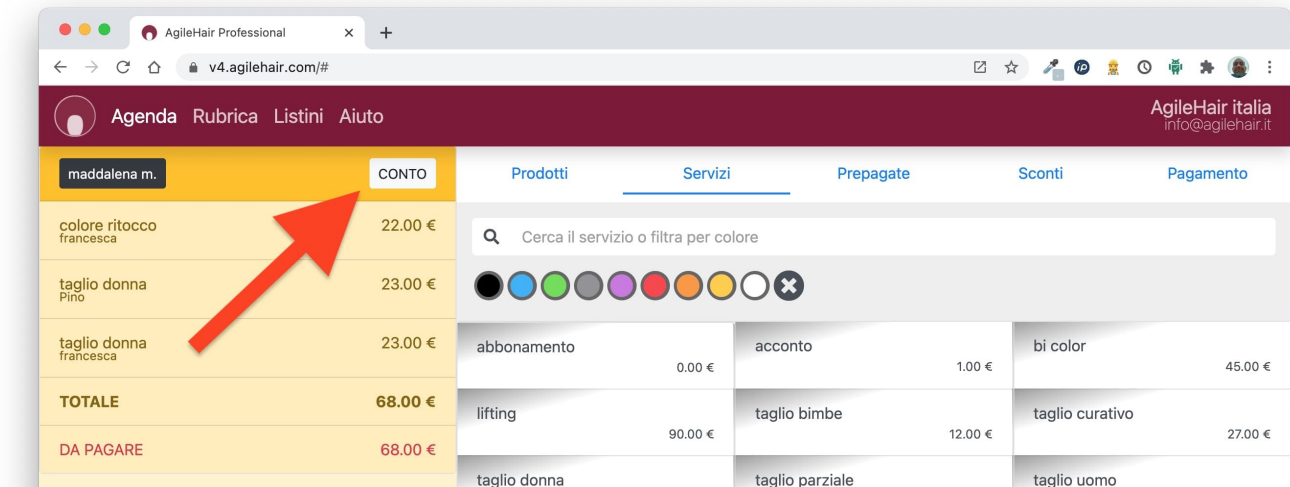 AgileHair Professional
v4.agilehair.com/#
Agenda Rubrica Listini Aiuto
AgileHair italia
info@agilehair.it
maddalena m. CONTO
Prodotti Servizi Prepagate Sconti Pagamento
colore ritocco 22.00 €
francesca
taglio donna 23.00 €
Pino
taglio donna 23.00 €
francesca
TOTALE 68.00 €
DA PAGARE 68.00 €
Cerca il servizio o filtra per colore
abbonamento 0.00 €
acconto 1.00 €
bi color 45.00 €
lifting 90.00 €
taglio bimbe 12.00 €
taglio curativo 27.00 €
taglio donna
taglio parziale
taglio uomo